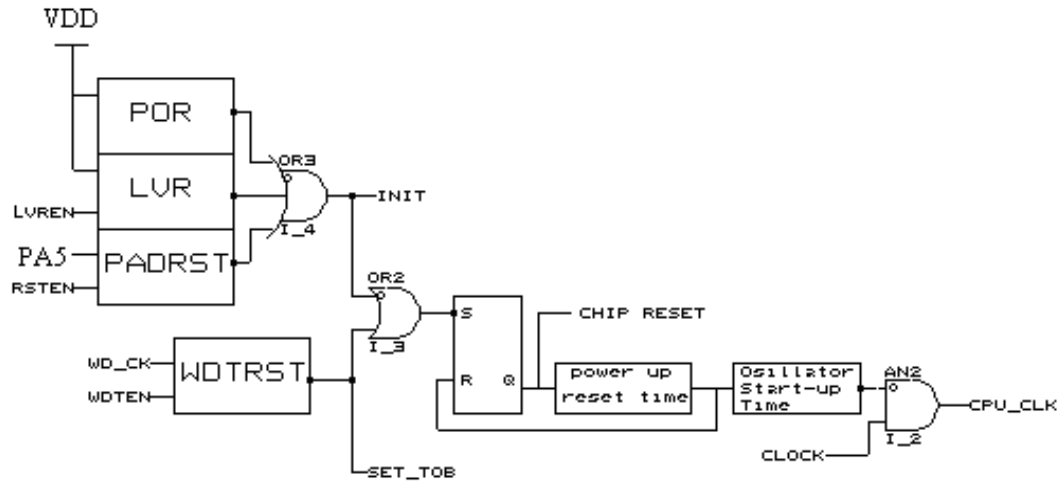 VDD
POR
OR3
LVR
INIT
LVREN
I_4
PA5
PADRST
RSTEN
OR2
S
CHIP RESET
I_3
WD_CK
WDTRST
WDTEN
R
Q
power up
reset time
Osillator
Start-up
Time
AN2
CPU_CLK
I_2
CLOCK
SET_TOB